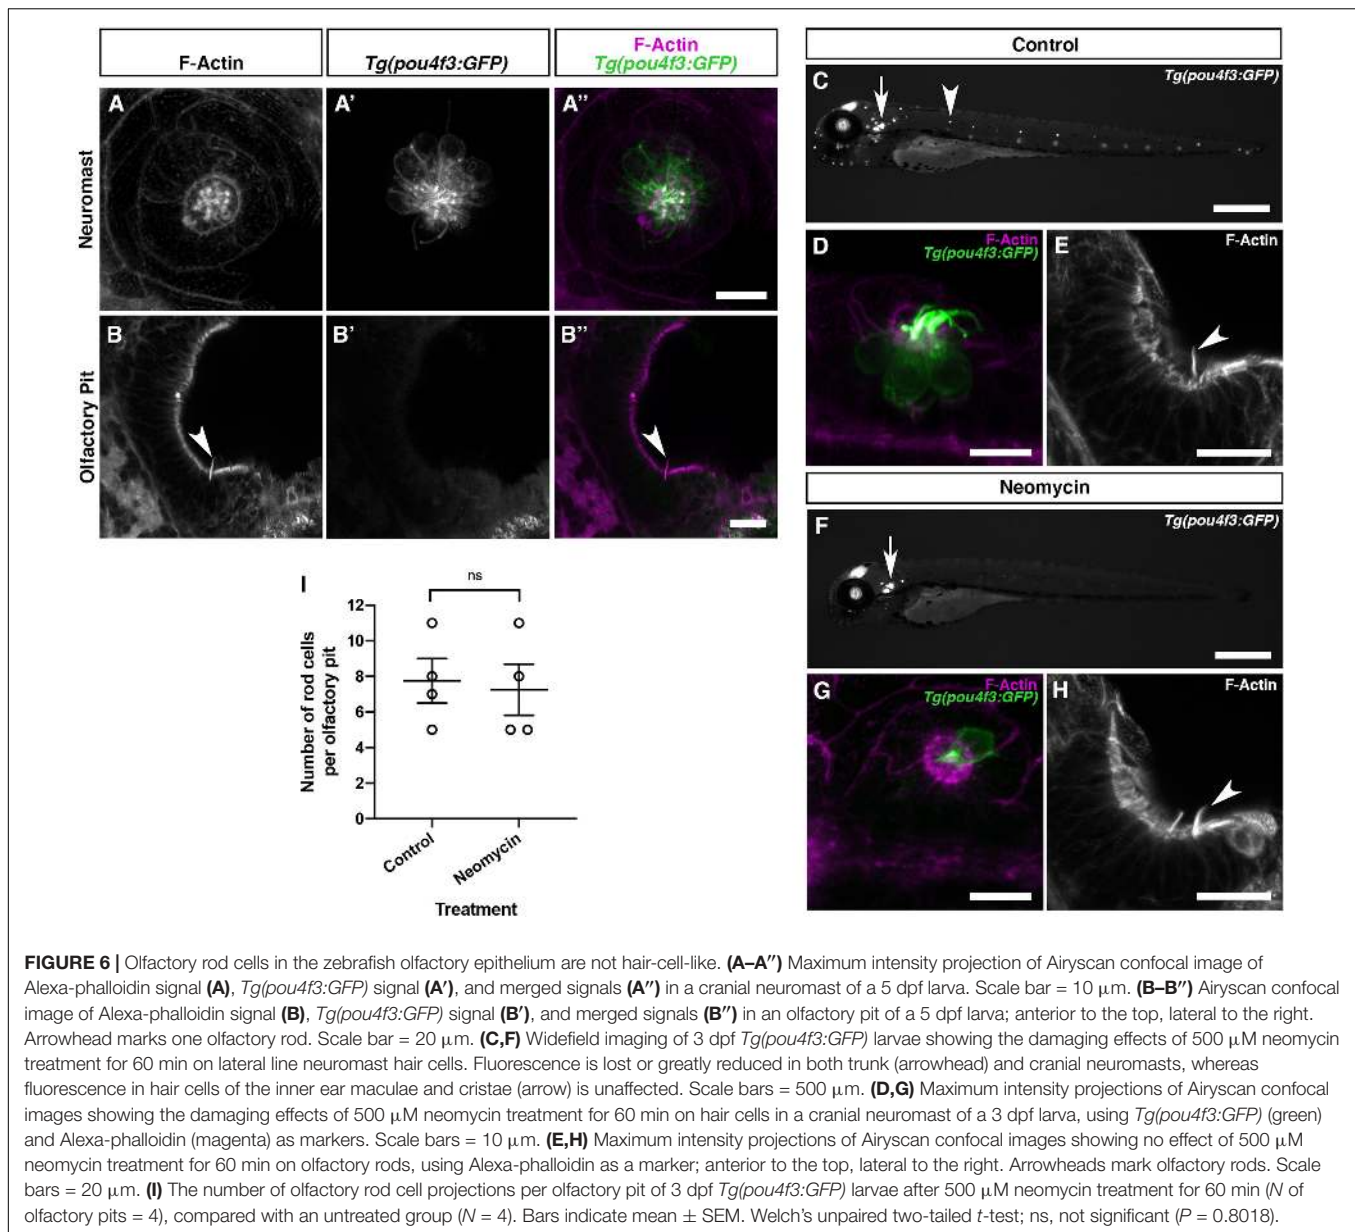 F-Actin
Tg(pou4f3:GFP)
F-Actin
Tg(pou4f3:GFP)
Neuromast
A
A'
A''
Olfactory Pit
B
B'
B''
Control
C
Tg(pou4f3:GFP)
D
F-Actin
Tg(pou4f3:GFP)
E
F-Actin
Neomycin
F
Tg(pou4f3:GFP)
G
F-Actin
Tg(pou4f3:GFP)
H
F-Actin
I
ns
Number of rod cells
per olfactory pit
12
10
8
6
4
2
0
Control
Neomycin
Treatment
FIGURE 6 | Olfactory rod cells in the zebrafish olfactory epithelium are not hair-cell-like. (A–A″) Maximum intensity projection of Airyscan confocal image of
Alexa-phalloidin signal (A), Tg(pou4f3:GFP) signal (A′), and merged signals (A″) in a cranial neuromast of a 5 dpf larva. Scale bar = 10 μm. (B–B″) Airyscan confocal
image of Alexa-phalloidin signal (B), Tg(pou4f3:GFP) signal (B′), and merged signals (B″) in an olfactory pit of a 5 dpf larva; anterior to the top, lateral to the right.
Arrowhead marks one olfactory rod. Scale bar = 20 μm. (C,F) Widefield imaging of 3 dpf Tg(pou4f3:GFP) larvae showing the damaging effects of 500 μM neomycin
treatment for 60 min on lateral line neuromast hair cells. Fluorescence is lost or greatly reduced in both trunk (arrowhead) and cranial neuromasts, whereas
fluorescence in hair cells of the inner ear maculae and cristae (arrow) is unaffected. Scale bars = 500 μm. (D,G) Maximum intensity projections of Airyscan confocal
images showing the damaging effects of 500 μM neomycin treatment for 60 min on hair cells in a cranial neuromast of a 3 dpf larva, using Tg(pou4f3:GFP) (green)
and Alexa-phalloidin (magenta) as markers. Scale bars = 10 μm. (E,H) Maximum intensity projections of Airyscan confocal images showing no effect of 500 μM
neomycin treatment for 60 min on olfactory rods, using Alexa-phalloidin as a marker; anterior to the top, lateral to the right. Arrowheads mark olfactory rods. Scale
bars = 20 μm. (I) The number of olfactory rod cell projections per olfactory pit of 3 dpf Tg(pou4f3:GFP) larvae after 500 μM neomycin treatment for 60 min (N of
olfactory pits = 4), compared with an untreated group (N = 4). Bars indicate mean ± SEM. Welch's unpaired two-tailed t-test; ns, not significant (P = 0.8018).